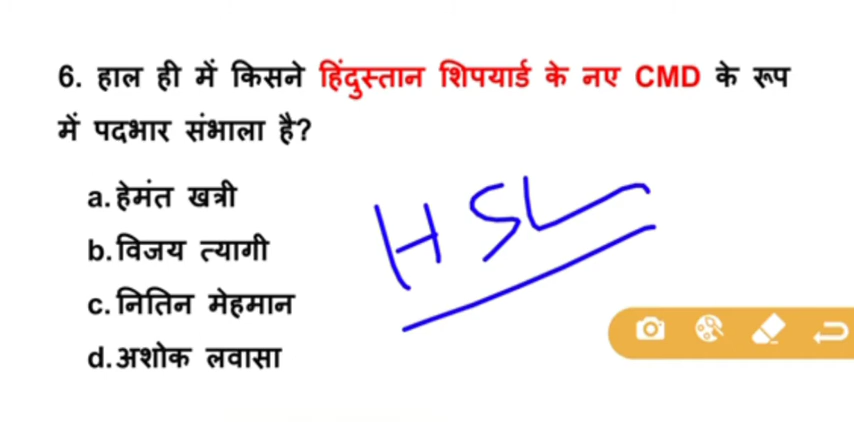 6. हाल ही में किसने हिंदुस्तान शिपयार्ड के नए CMD के रूप
में पदभार संभाला है?
a. हेमंत खत्री
b. विजय त्यागी
c. नितिन मेहमान
d. अशोक लवासा
HSL